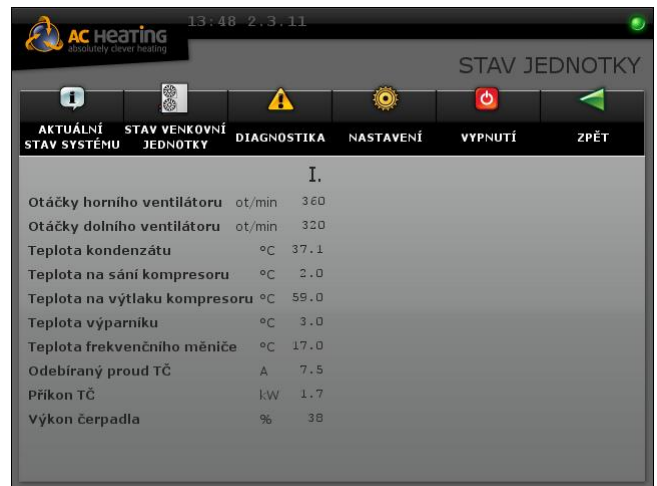 13:48 2.3.11
AC Heating
absolutely clever heating
STAV JEDNOTKY
AKTUÁLNÍ STAV SYSTÉMU
STAV VENKOVNÍ JEDNOTKY
DIAGNOSTIKA
NASTAVENÍ
VYPNUTÍ
ZPĚT
I.
Otáčky horního ventilátoru ot/min 360
Otáčky dolního ventilátoru ot/min 320
Teplota kondenzátu °C 37.1
Teplota na sání kompresoru °C 2.0
Teplota na výtlaku kompresoru °C 59.0
Teplota výparníku °C 3.0
Teplota frekvenčního měniče °C 17.0
Odebíraný proud TČ A 7.5
Příkon TČ kW 1.7
Výkon čerpadla % 38